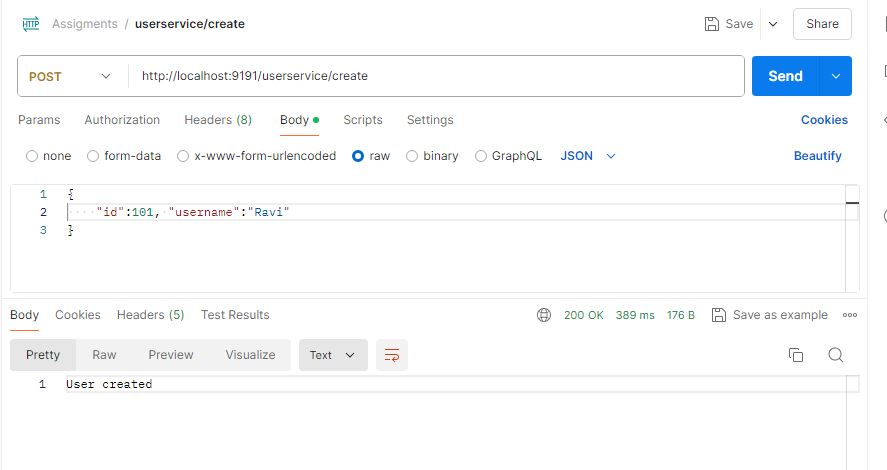 HTTP Assigments / userservice/create Save Share
POST http://localhost:9191/userservice/create Send
Params Authorization Headers (8) Body Scripts Settings Cookies
none form-data x-www-form-urlencoded raw binary GraphQL JSON Beautify
1 {
2 "id":101, "username":"Ravi"
3 }
Body Cookies Headers (5) Test Results 200 OK 389 ms 176 B Save as example
Pretty Raw Preview Visualize Text
1 User created